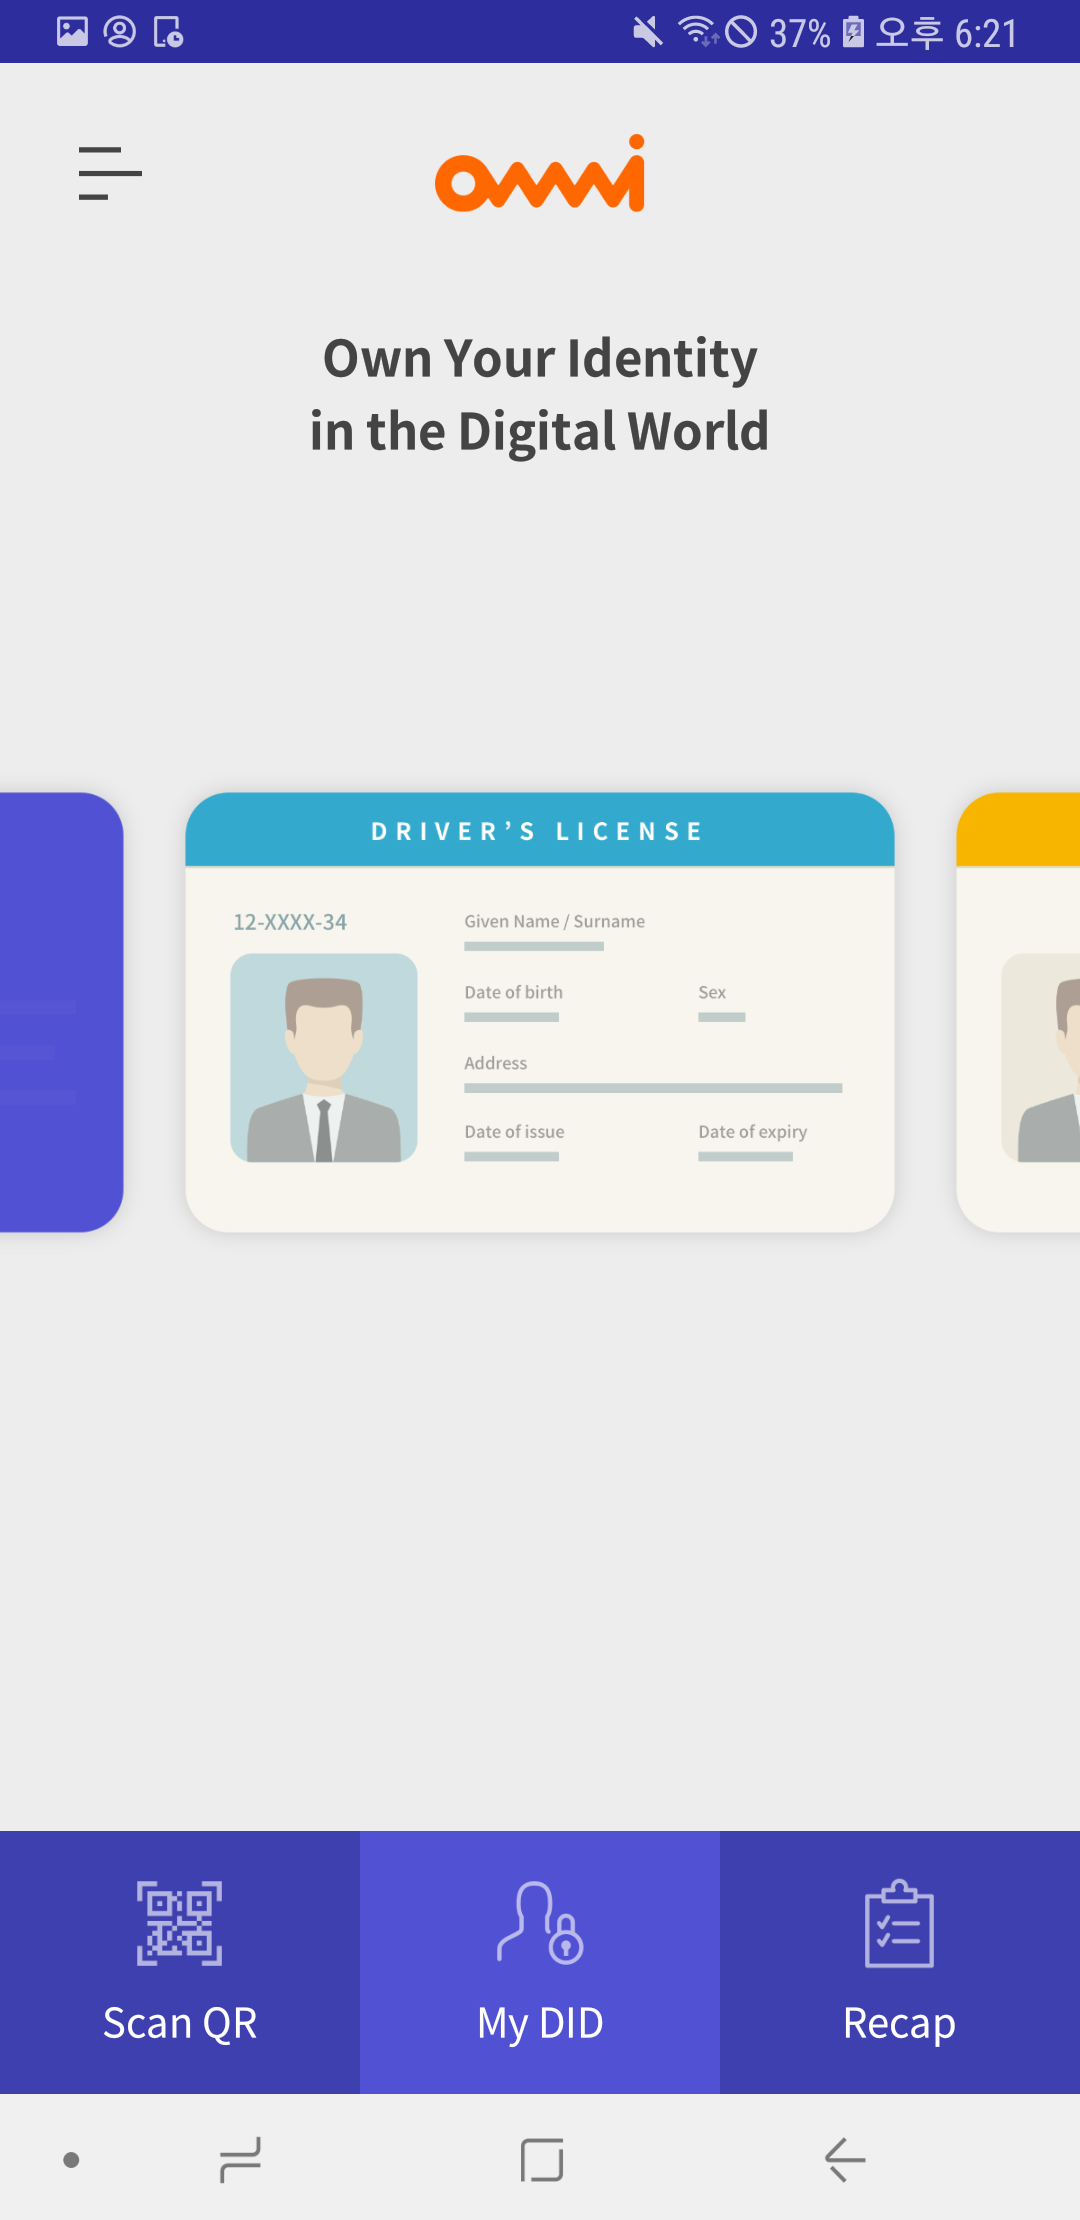 37% 오후 6:21
omni
Own Your Identity
in the Digital World
DRIVER’S LICENSE
12-XXXX-34
Given Name / Surname
Date of birth Sex
Address
Date of issue Date of expiry
Scan QR My DID Recap